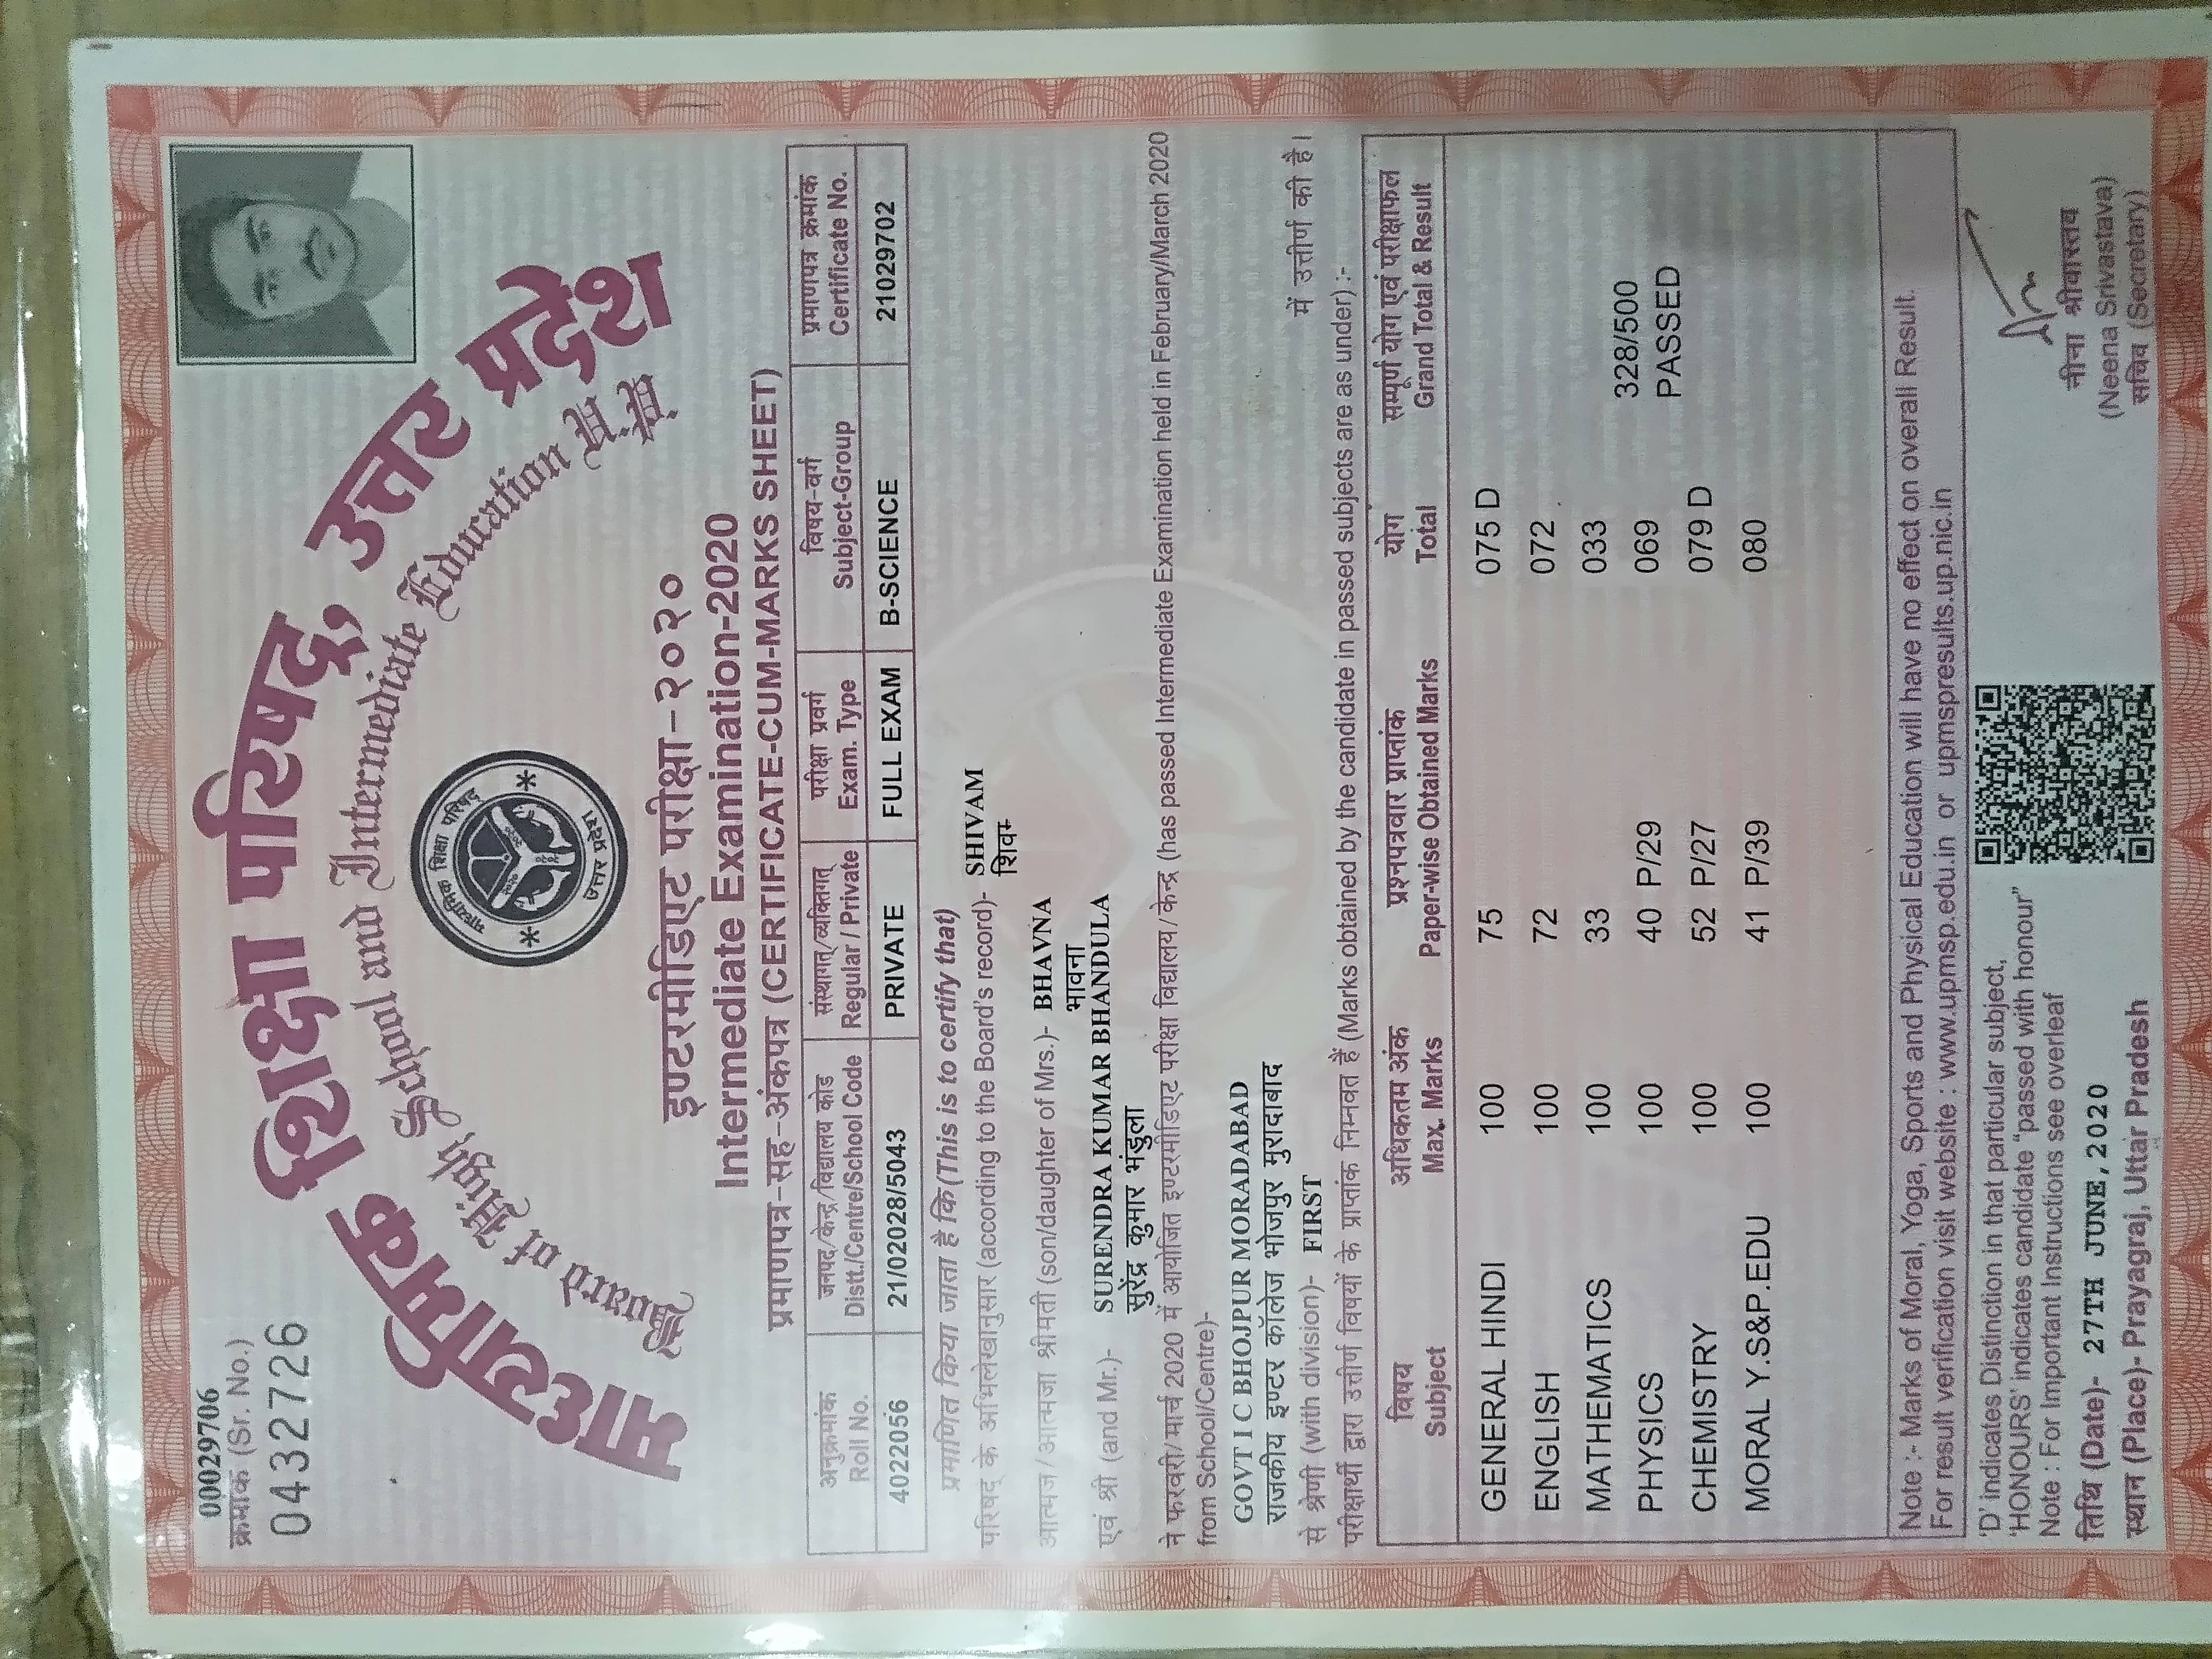 00029706
क्रमांक (Sr. No.)
0432726
माध्यमिक शिक्षा परिषद्, उत्तर प्रदेश
Board of High School and Intermediate Education U.P.
माध्यमिक शिक्षा परिषद्
उत्तर प्रदेश
इण्टरमीडिएट परीक्षा-२०२०
Intermediate Examination-2020
प्रमाणपत्र-सह-अंकपत्र (CERTIFICATE-CUM-MARKS SHEET)
अनुक्रमांक जनपद/केन्द्र/विद्यालय कोड संस्थागत्/व्यक्तिगत् परीक्षा प्रवर्ग विषय-वर्ग प्रमाणपत्र क्रमांक
Roll No. Distt./Centre/School Code Regular / Private Exam. Type Subject-Group Certificate No.
4022056 21/02028/5043 PRIVATE FULL EXAM B-SCIENCE 21029702
प्रमाणित किया जाता है कि (This is to certify that)
परिषद् के अभिलेखानुसार (according to the Board's record)- SHIVAM
शिवम्
आत्मज/आत्मजा श्रीमती (son/daughter of Mrs.)- BHAVNA
भावना
एवं श्री (and Mr.)- SURENDRA KUMAR BHANDULA
सुरेंद्र कुमार भंडुला
ने फरवरी/मार्च 2020 में आयोजित इण्टरमीडिएट परीक्षा विद्यालय/केन्द्र (has passed Intermediate Examination held in February/March 2020
from School/Centre)-
GOVT I C BHOJPUR MORADABAD
राजकीय इण्टर कॉलेज भोजपुर मुरादाबाद
से श्रेणी (with division)- FIRST में उत्तीर्ण की है।
परीक्षार्थी द्वारा उत्तीर्ण विषयों के प्राप्तांक निम्नवत हैं (Marks obtained by the candidate in passed subjects are as under) :-
विषय अधिकतम अंक प्रश्नपत्रवार प्राप्तांक योग सम्पूर्ण योग एवं परीक्षाफल
Subject Max. Marks Paper-wise Obtained Marks Total Grand Total & Result
GENERAL HINDI 100 75 075 D
ENGLISH 100 72 072
MATHEMATICS 100 33 033
328/500
PHYSICS 100 40 P/29 069
PASSED
CHEMISTRY 100 52 P/27 079 D
MORAL Y.S&P.EDU 100 41 P/39 080
Note :- Marks of Moral, Yoga, Sports and Physical Education will have no effect on overall Result.
For result verification visit website : www.upmsp.edu.in or upmspresults.up.nic.in
'D' indicates Distinction in that particular subject,
'HONOURS' indicates candidate "passed with honour"
Note : For Important Instructions see overleaf
तिथि (Date)- 27TH JUNE, 2020
स्थान (Place)- Prayagraj, Uttar Pradesh
नीना श्रीवास्तव
(Neena Srivastava)
सचिव (Secretary)